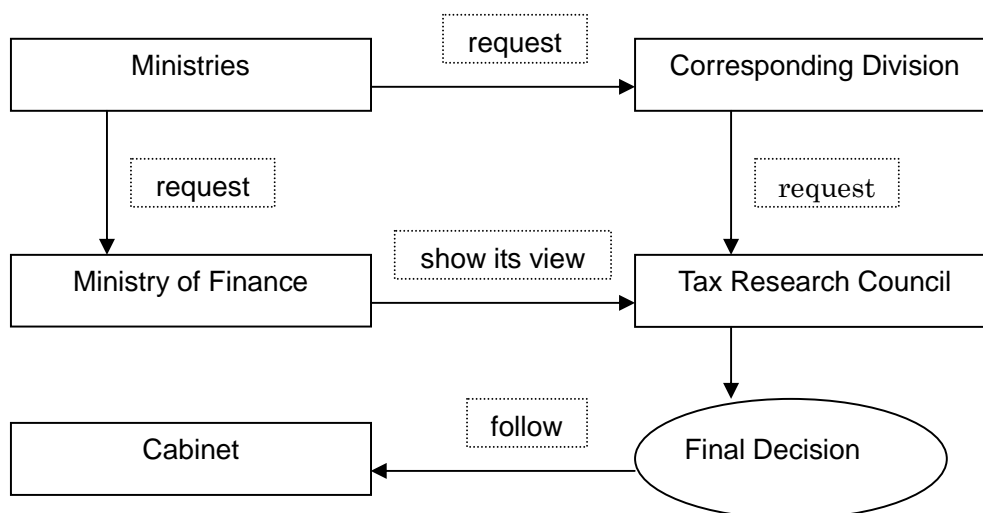 request
Ministries
Corresponding Division
request
request
show its view
Ministry of Finance
Tax Research Council
follow
Cabinet
Final Decision